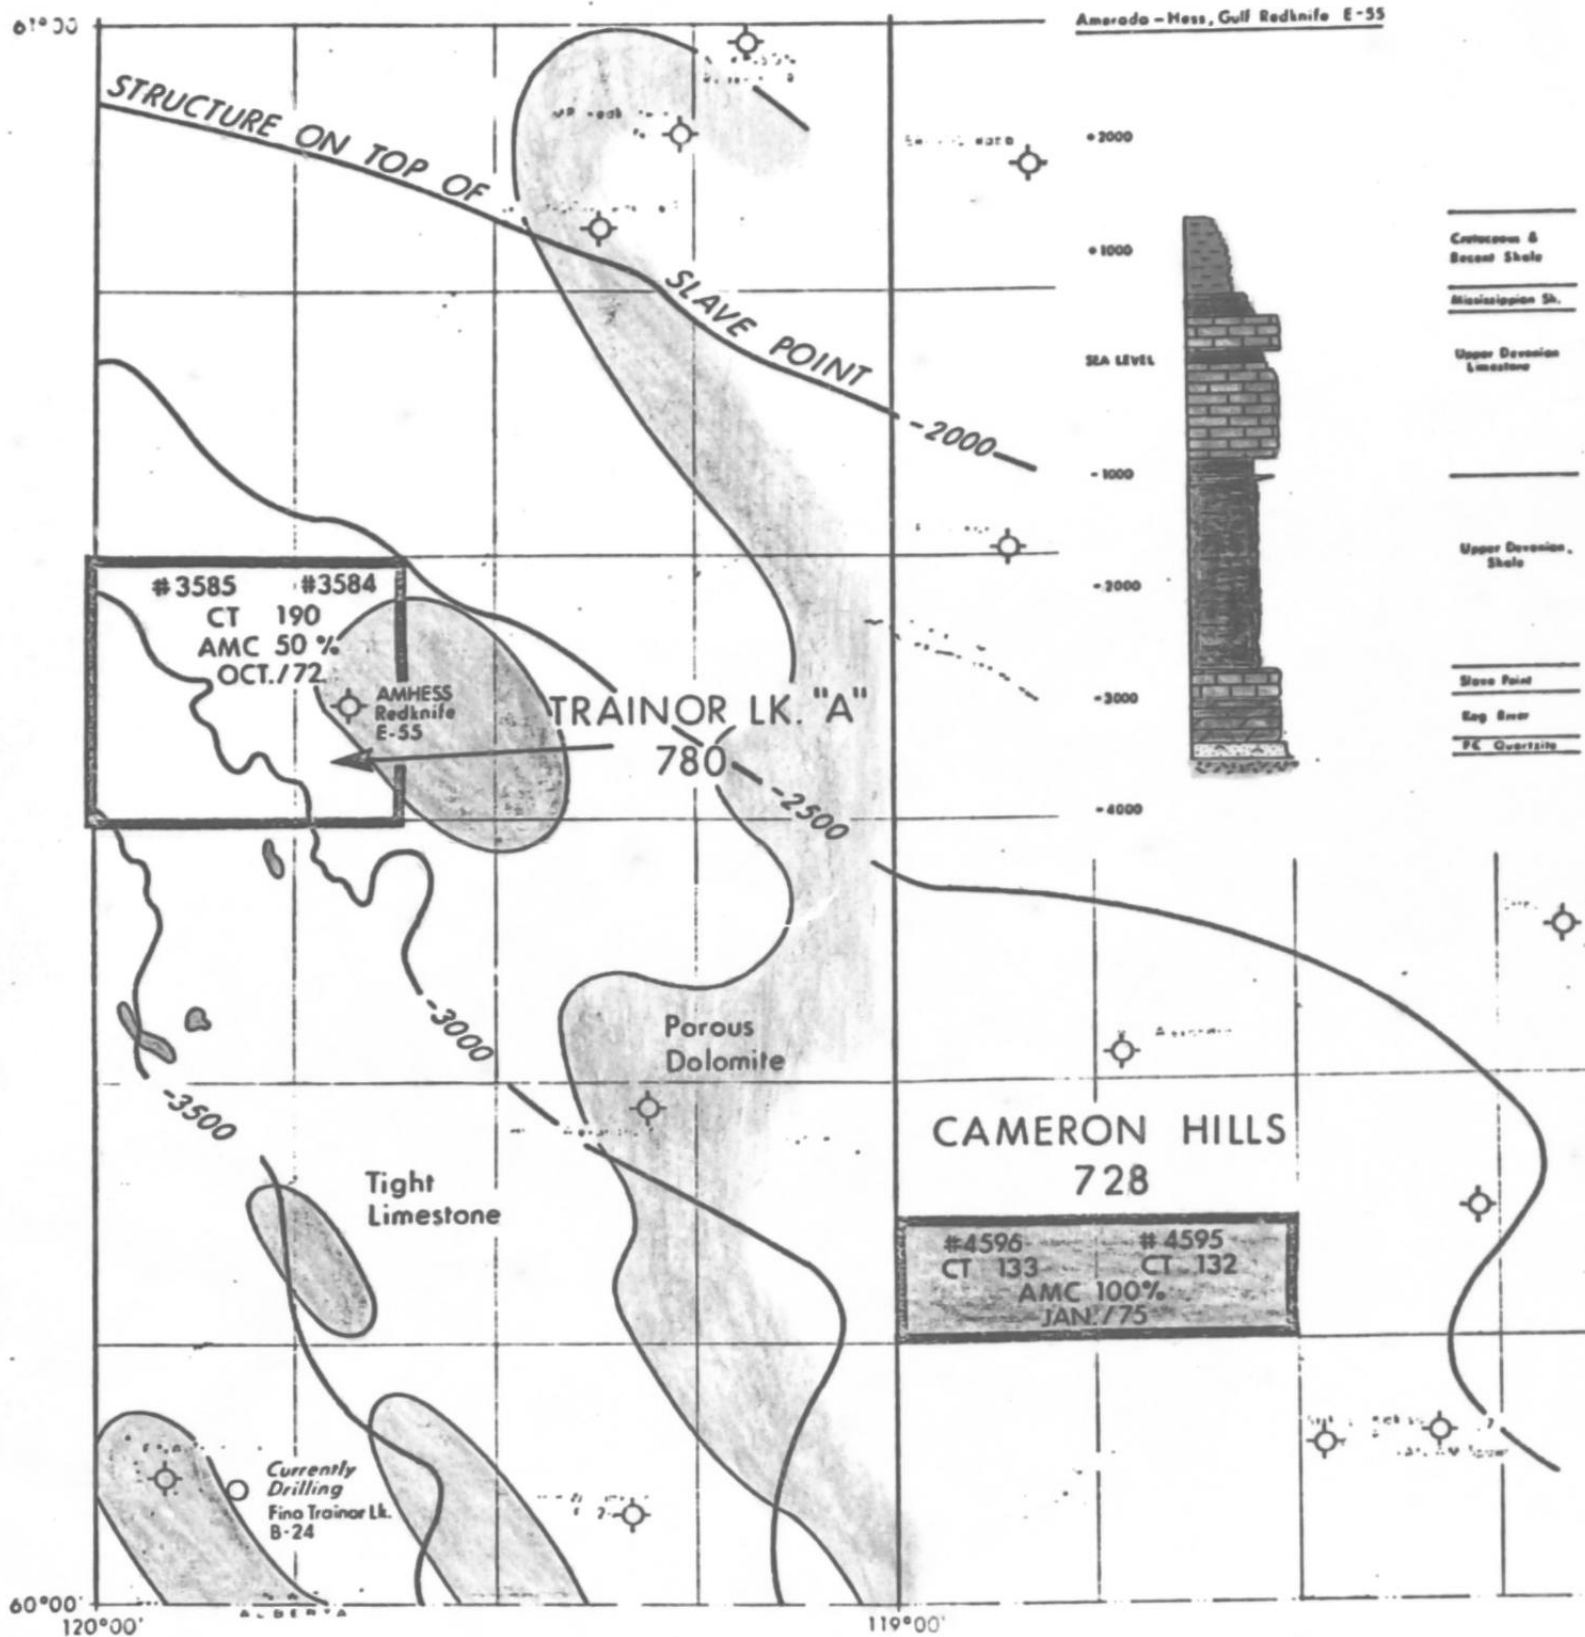 61°00'
Amerada-Hess, Gulf Redknife E-55
STRUCTURE ON TOP OF
SLAVE POINT
-2000
+2000
+1000
SEA LEVEL
-1000
-2000
-3000
-4000
Cretaceous &
Recent Shale
Mississippian Sh.
Upper Devonian
Limestone
Upper Devonian
Shale
Slave Point
Keg River
PC Quartzite
#3585 #3584
CT 190
AMC 50 %
OCT./72
AMHESS
Redknife
E-55
TRAINOR LK. "A"
780
-2500
-3000
Porous
Dolomite
-3500
Tight
Limestone
CAMERON HILLS
728
#4596 #4595
CT 133 CT 132
AMC 100%
JAN./75
Currently
Drilling
Fina Trainor Lk.
B-24
60°00'
ALBERTA
120°00'
119°00'